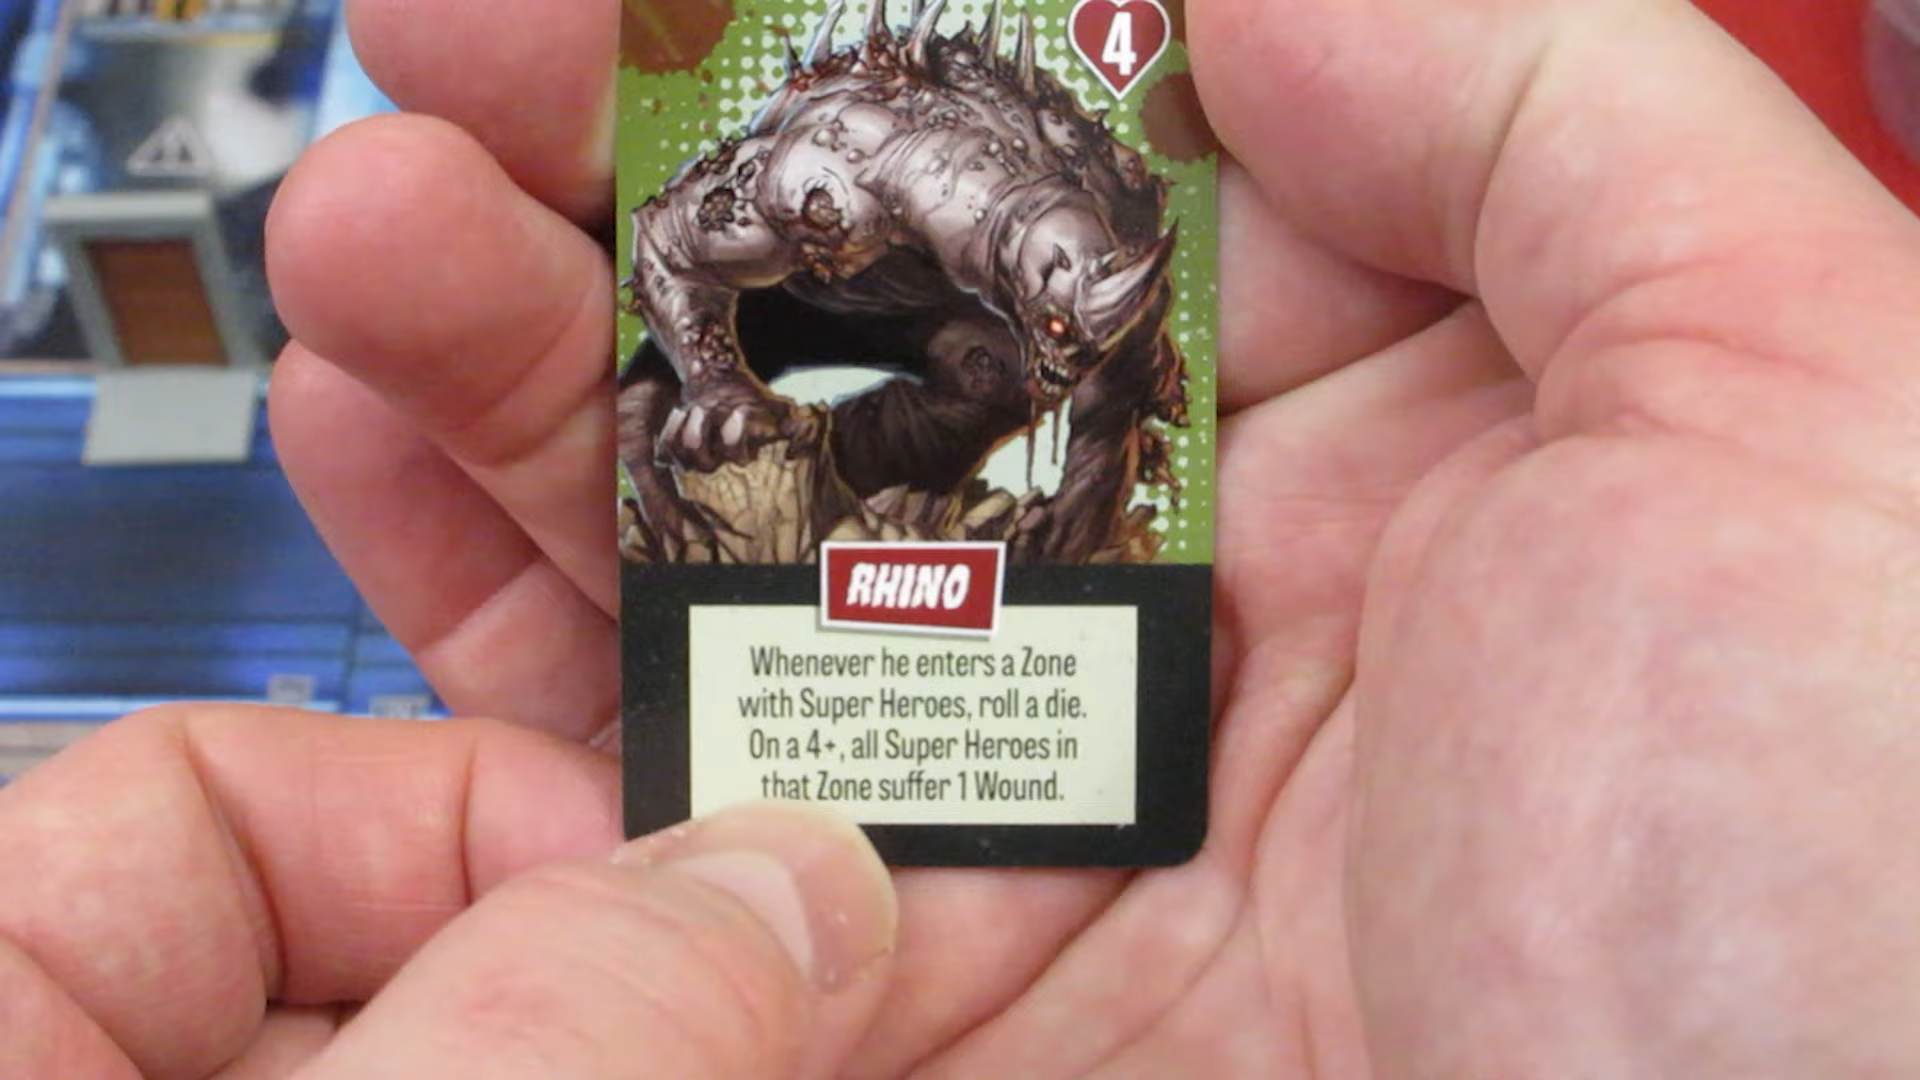 4
RHINO
Whenever he enters a Zone
with Super Heroes, roll a die.
On a 4+, all Super Heroes in
that Zone suffer 1 Wound.